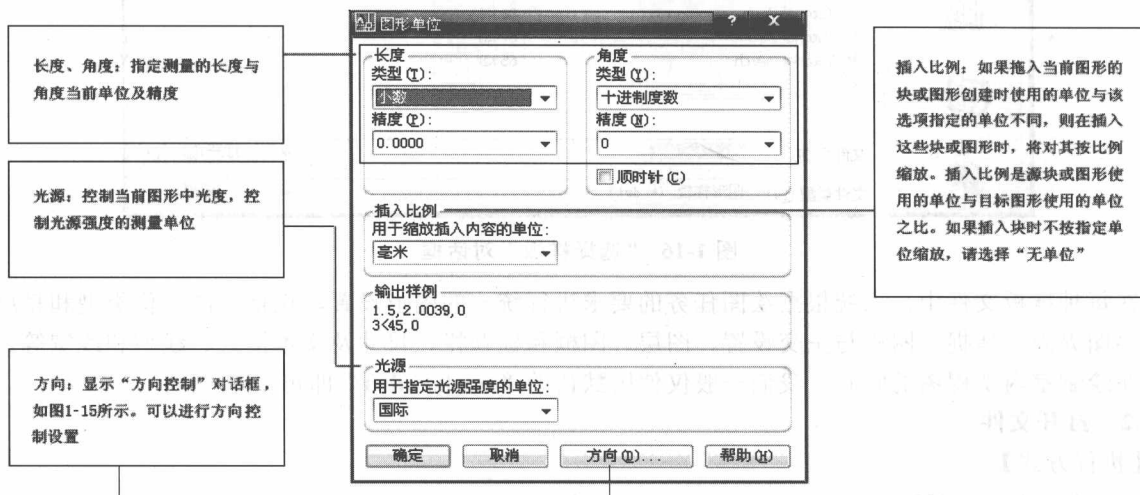 长度、角度：指定测量的长度与
角度当前单位及精度
光源：控制当前图形中光度，控
制光源强度的测量单位
方向：显示“方向控制”对话框，
如图1-15所示。可以进行方向控
制设置
图形单位
? X
长度
类型(T)：
小数
精度(P)：
0.0000
角度
类型(Y)：
十进制度数
精度(N)：
0
顺时针(C)
插入比例
用于缩放插入内容的单位：
毫米
输出样例
1.5,2.0039,0
3<45,0
光源
用于指定光源强度的单位：
国际
确定 取消 方向(D)... 帮助(H)
插入比例：如果拖入当前图形的
块或图形创建时使用的单位与该
选项指定的单位不同，则在插入
这些块或图形时，将对其按比例
缩放。插入比例是源块或图形使
用的单位与目标图形使用的单位
之比。如果插入块时不按指定单
位缩放，请选择“无单位”